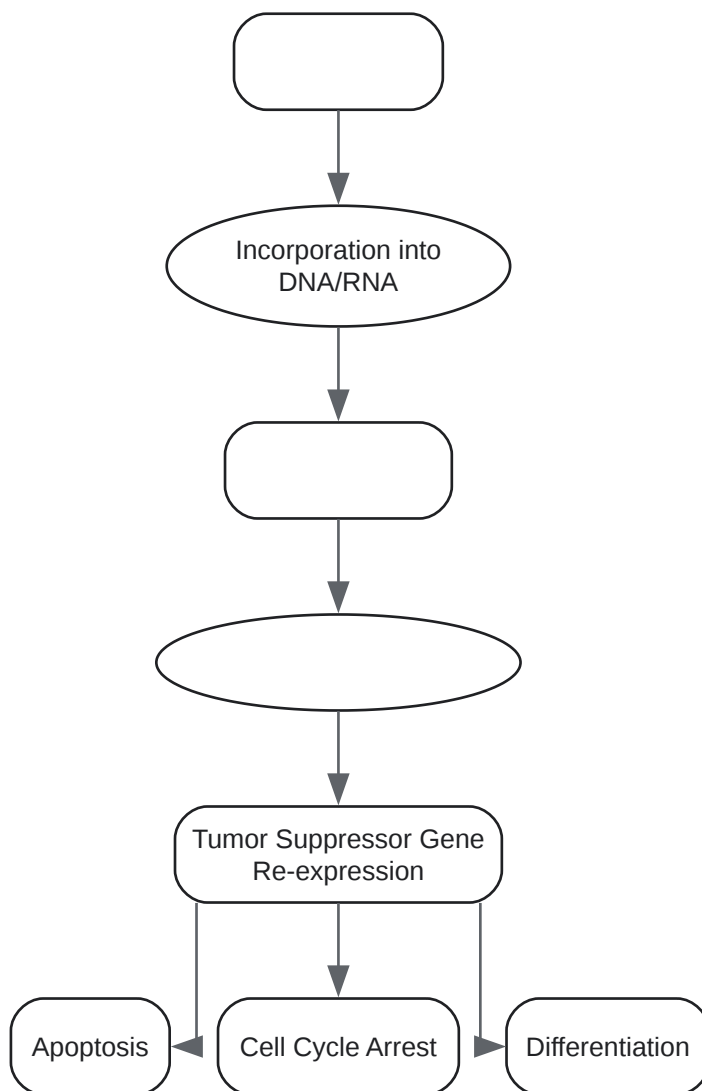 Incorporation into
DNA/RNA
Tumor Suppressor Gene
Re-expression
Apoptosis
Cell Cycle Arrest
Differentiation